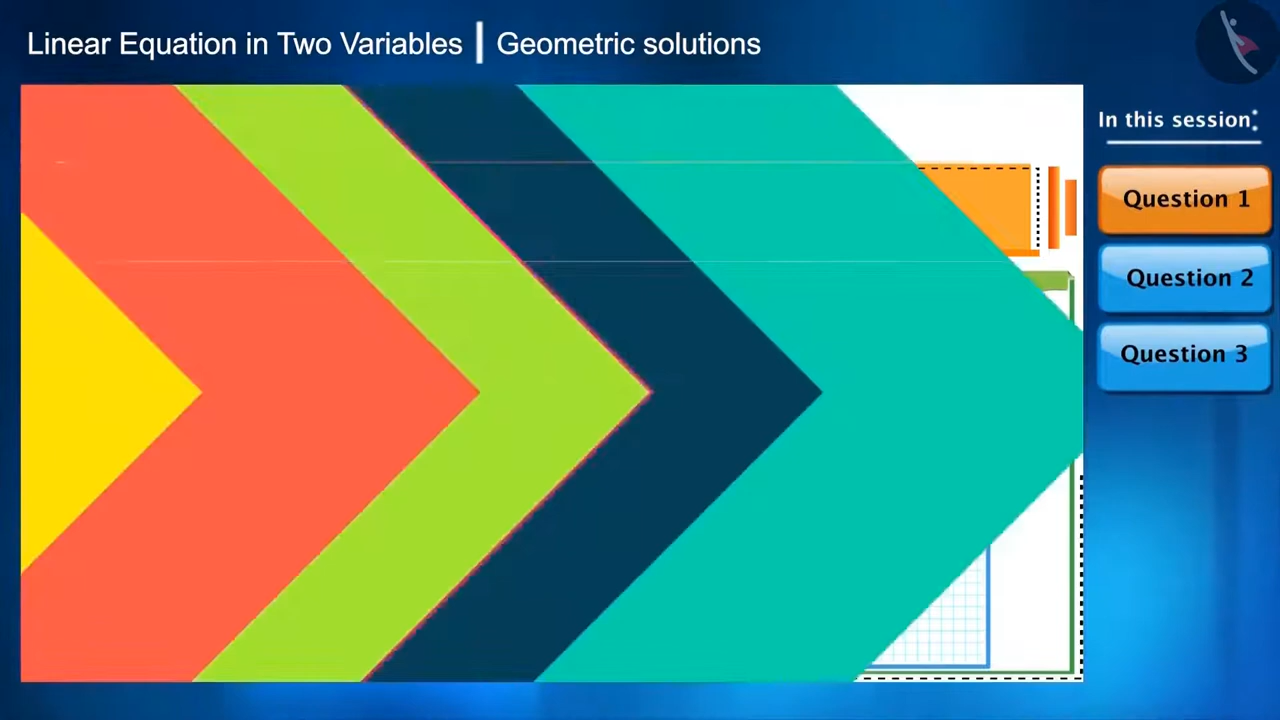 Linear Equation in Two Variables | Geometric solutions
In this session:
Question 1
Question 2
Question 3